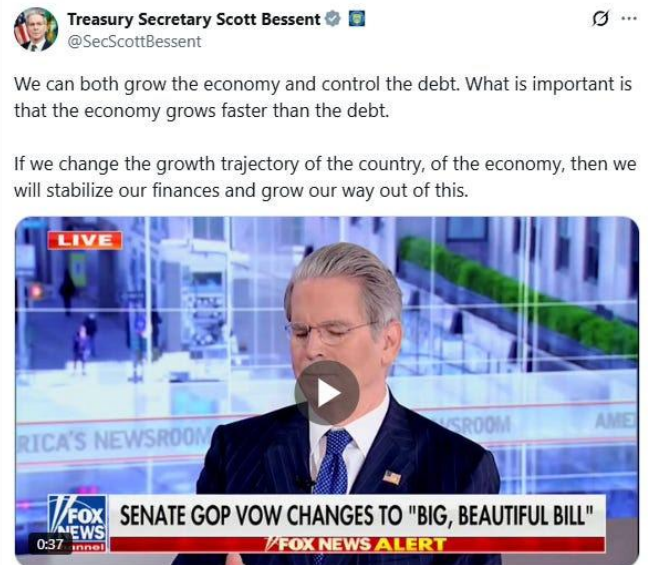 Treasury Secretary Scott Bessent
@SecScottBessent
We can both grow the economy and control the debt. What is important is
that the economy grows faster than the debt.
If we change the growth trajectory of the country, of the economy, then we
will stabilize our finances and grow our way out of this.
LIVE
RICA'S NEWSROOM
SROOM
AME
FOX
NEWS
SENATE GOP VOW CHANGES TO "BIG, BEAUTIFUL BILL"
0:37
FOX NEWS ALERT